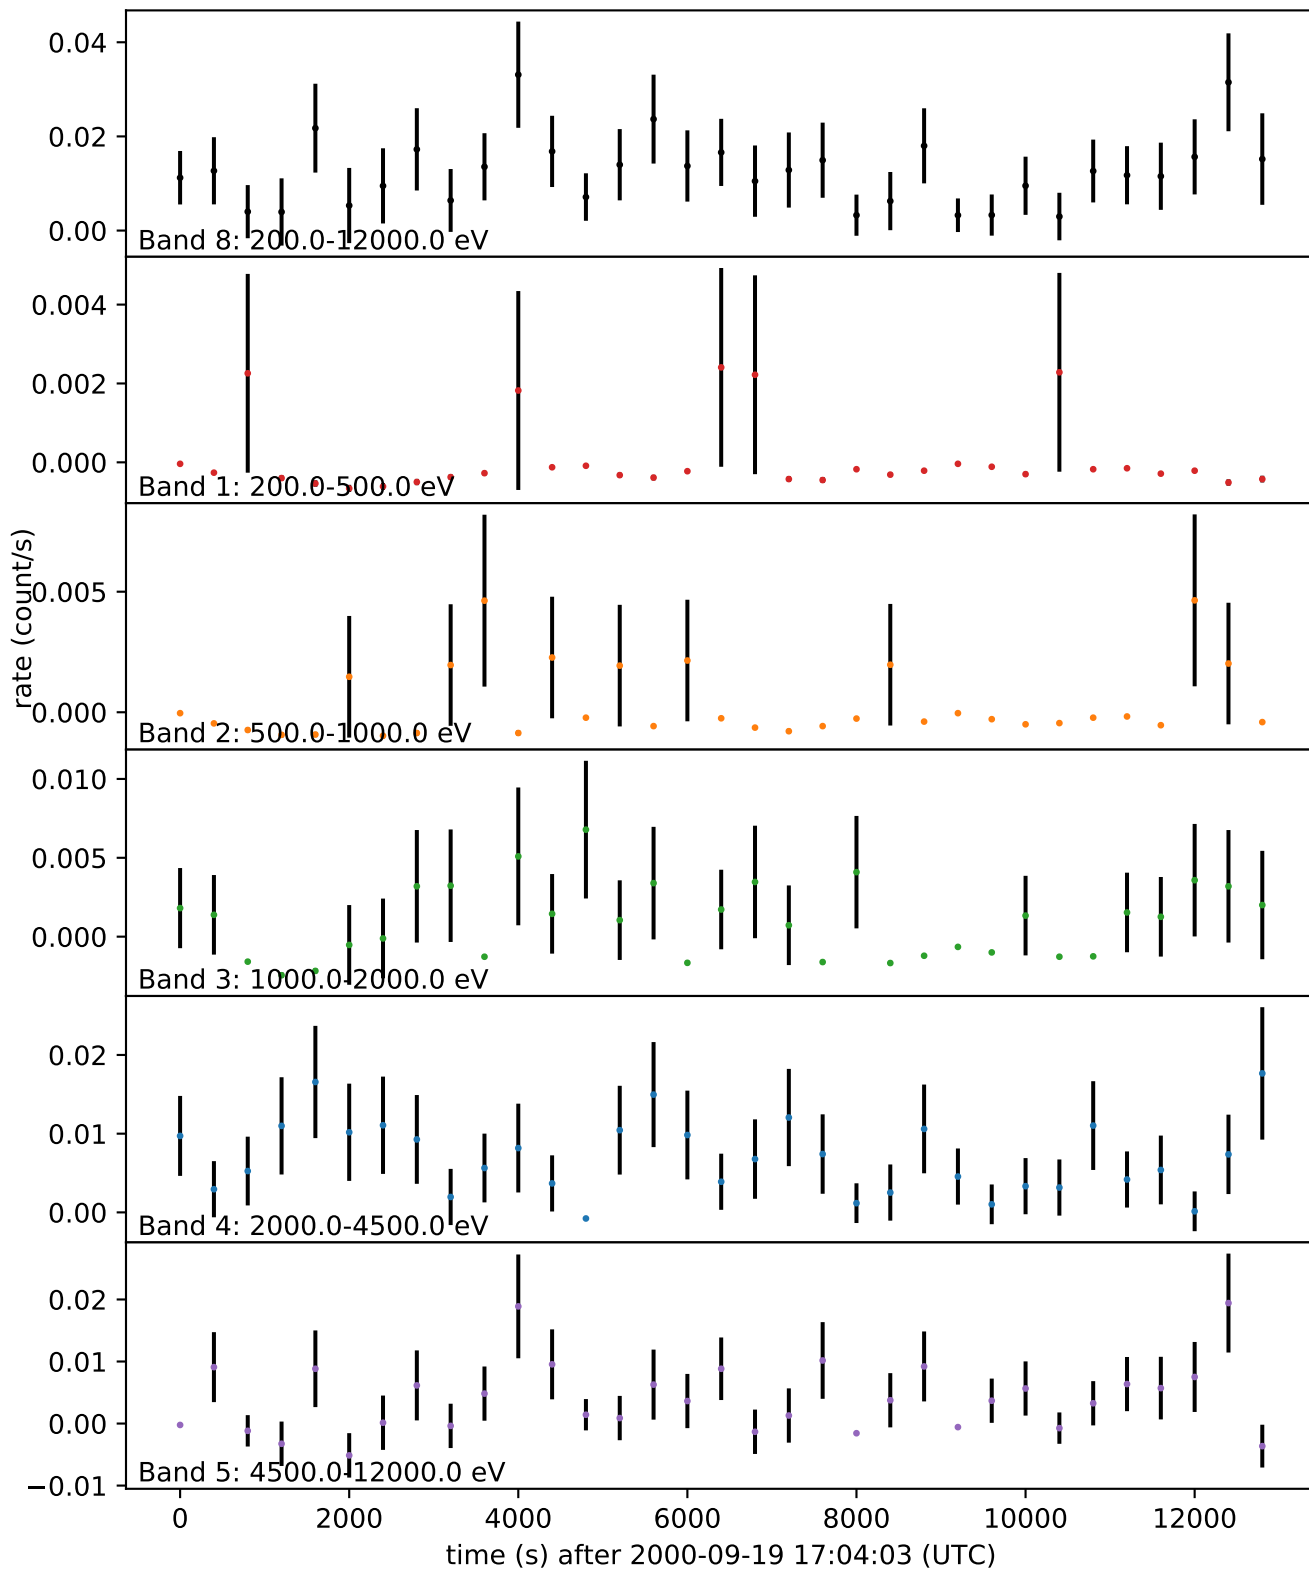 0.04
0.02
0.00
Band 8: 200.0-12000.0 eV
0.004
0.002
0.000
Band 1: 200.0-500.0 eV
rate (count/s)
0.005
0.000
Band 2: 500.0-1000.0 eV
0.010
0.005
0.000
Band 3: 1000.0-2000.0 eV
0.02
0.01
0.00
Band 4: 2000.0-4500.0 eV
0.02
0.01
0.00
−0.01
Band 5: 4500.0-12000.0 eV
0 2000 4000 6000 8000 10000 12000
time (s) after 2000-09-19 17:04:03 (UTC)